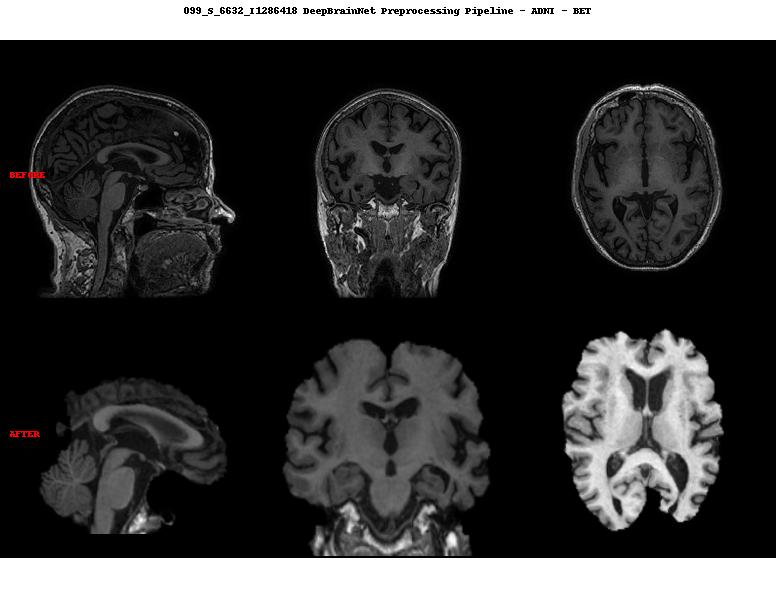 099_S_6632_I1286418 DeepBrainNet Preprocessing Pipeline - ADNI - BET
BEFORE
AFTER